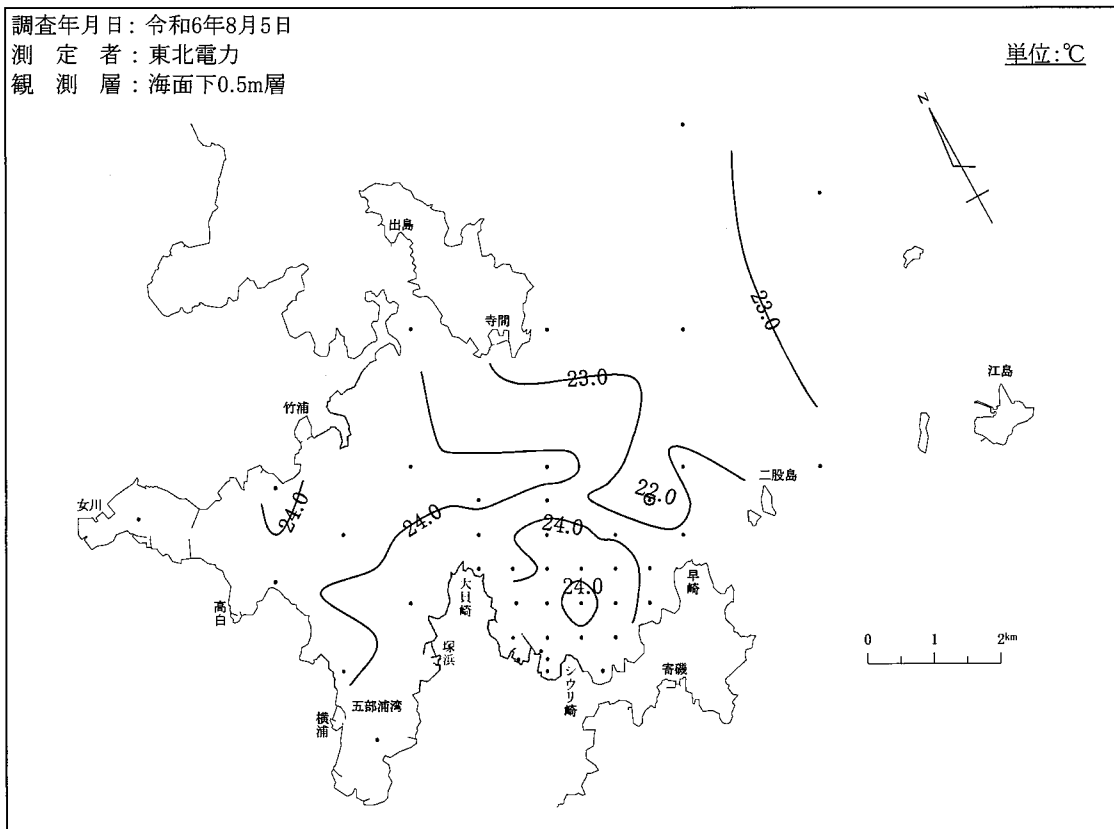 調査年月日：令和6年8月5日
測定者：東北電力
観測層：海面下0.5m層
単位：℃
N
出島
寺間
23.0
23.0
江島
竹浦
二股島
22.0
女川
24.0
24.0
24.0
24.0
高白
大貝崎
早崎
塚浜
シウリ崎
寄磯
横浦
五部浦湾
0 1 2km